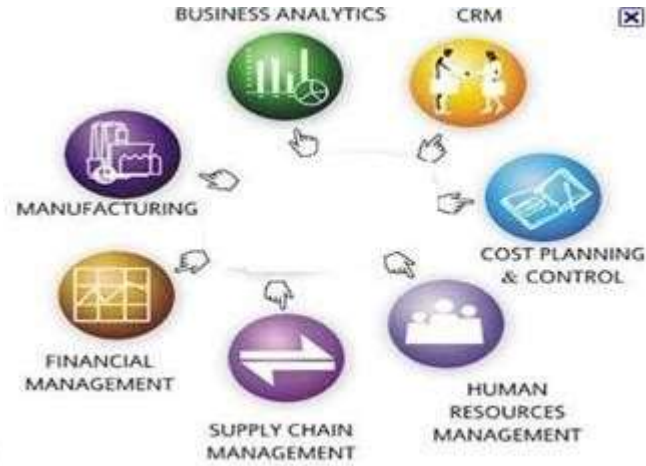 BUSINESS ANALYTICS
CRM
MANUFACTURING
COST PLANNING
& CONTROL
FINANCIAL
MANAGEMENT
HUMAN
RESOURCES
MANAGEMENT
SUPPLY CHAIN
MANAGEMENT